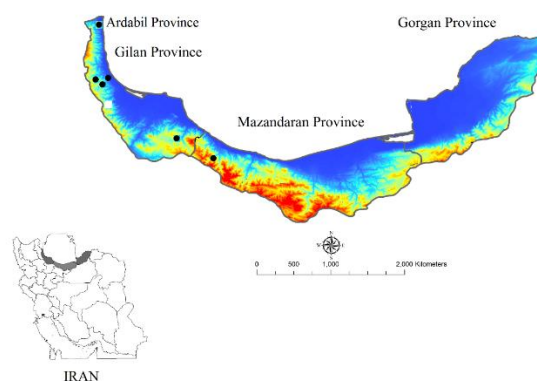 Ardabil Province
Gorgan Province
Gilan Province
Mazandaran Province
N
W E
S
0 500 1,000 2,000 Kilometers
IRAN